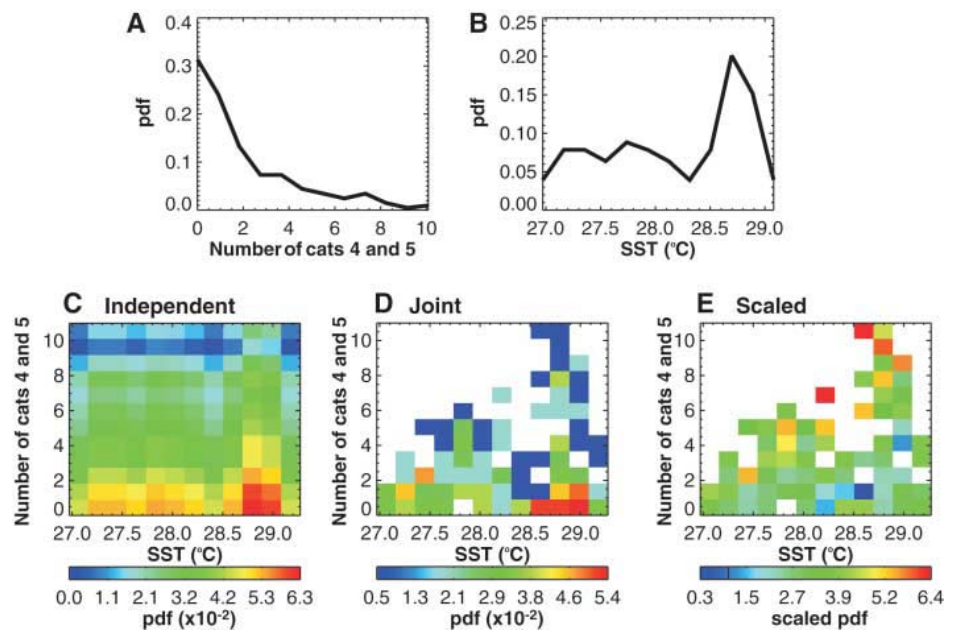 A
B
0.4
0.3
0.2
0.1
0.0
pdf
0 2 4 6 8 10
Number of cats 4 and 5
0.25
0.20
0.15
0.10
0.05
0.00
pdf
27.0 27.5 28.0 28.5 29.0
SST (°C)
C Independent
10
8
6
4
2
0
Number of cats 4 and 5
27.0 27.5 28.0 28.5 29.0
SST (°C)
0.0 1.1 2.1 3.2 4.2 5.3 6.3
pdf (x10-2)
D Joint
10
8
6
4
2
0
Number of cats 4 and 5
27.0 27.5 28.0 28.5 29.0
SST (°C)
0.5 1.3 2.1 2.9 3.8 4.6 5.4
pdf (x10-2)
E Scaled
10
8
6
4
2
0
Number of cats 4 and 5
27.0 27.5 28.0 28.5 29.0
SST (°C)
0.3 1.5 2.7 3.9 5.2 6.4
scaled pdf